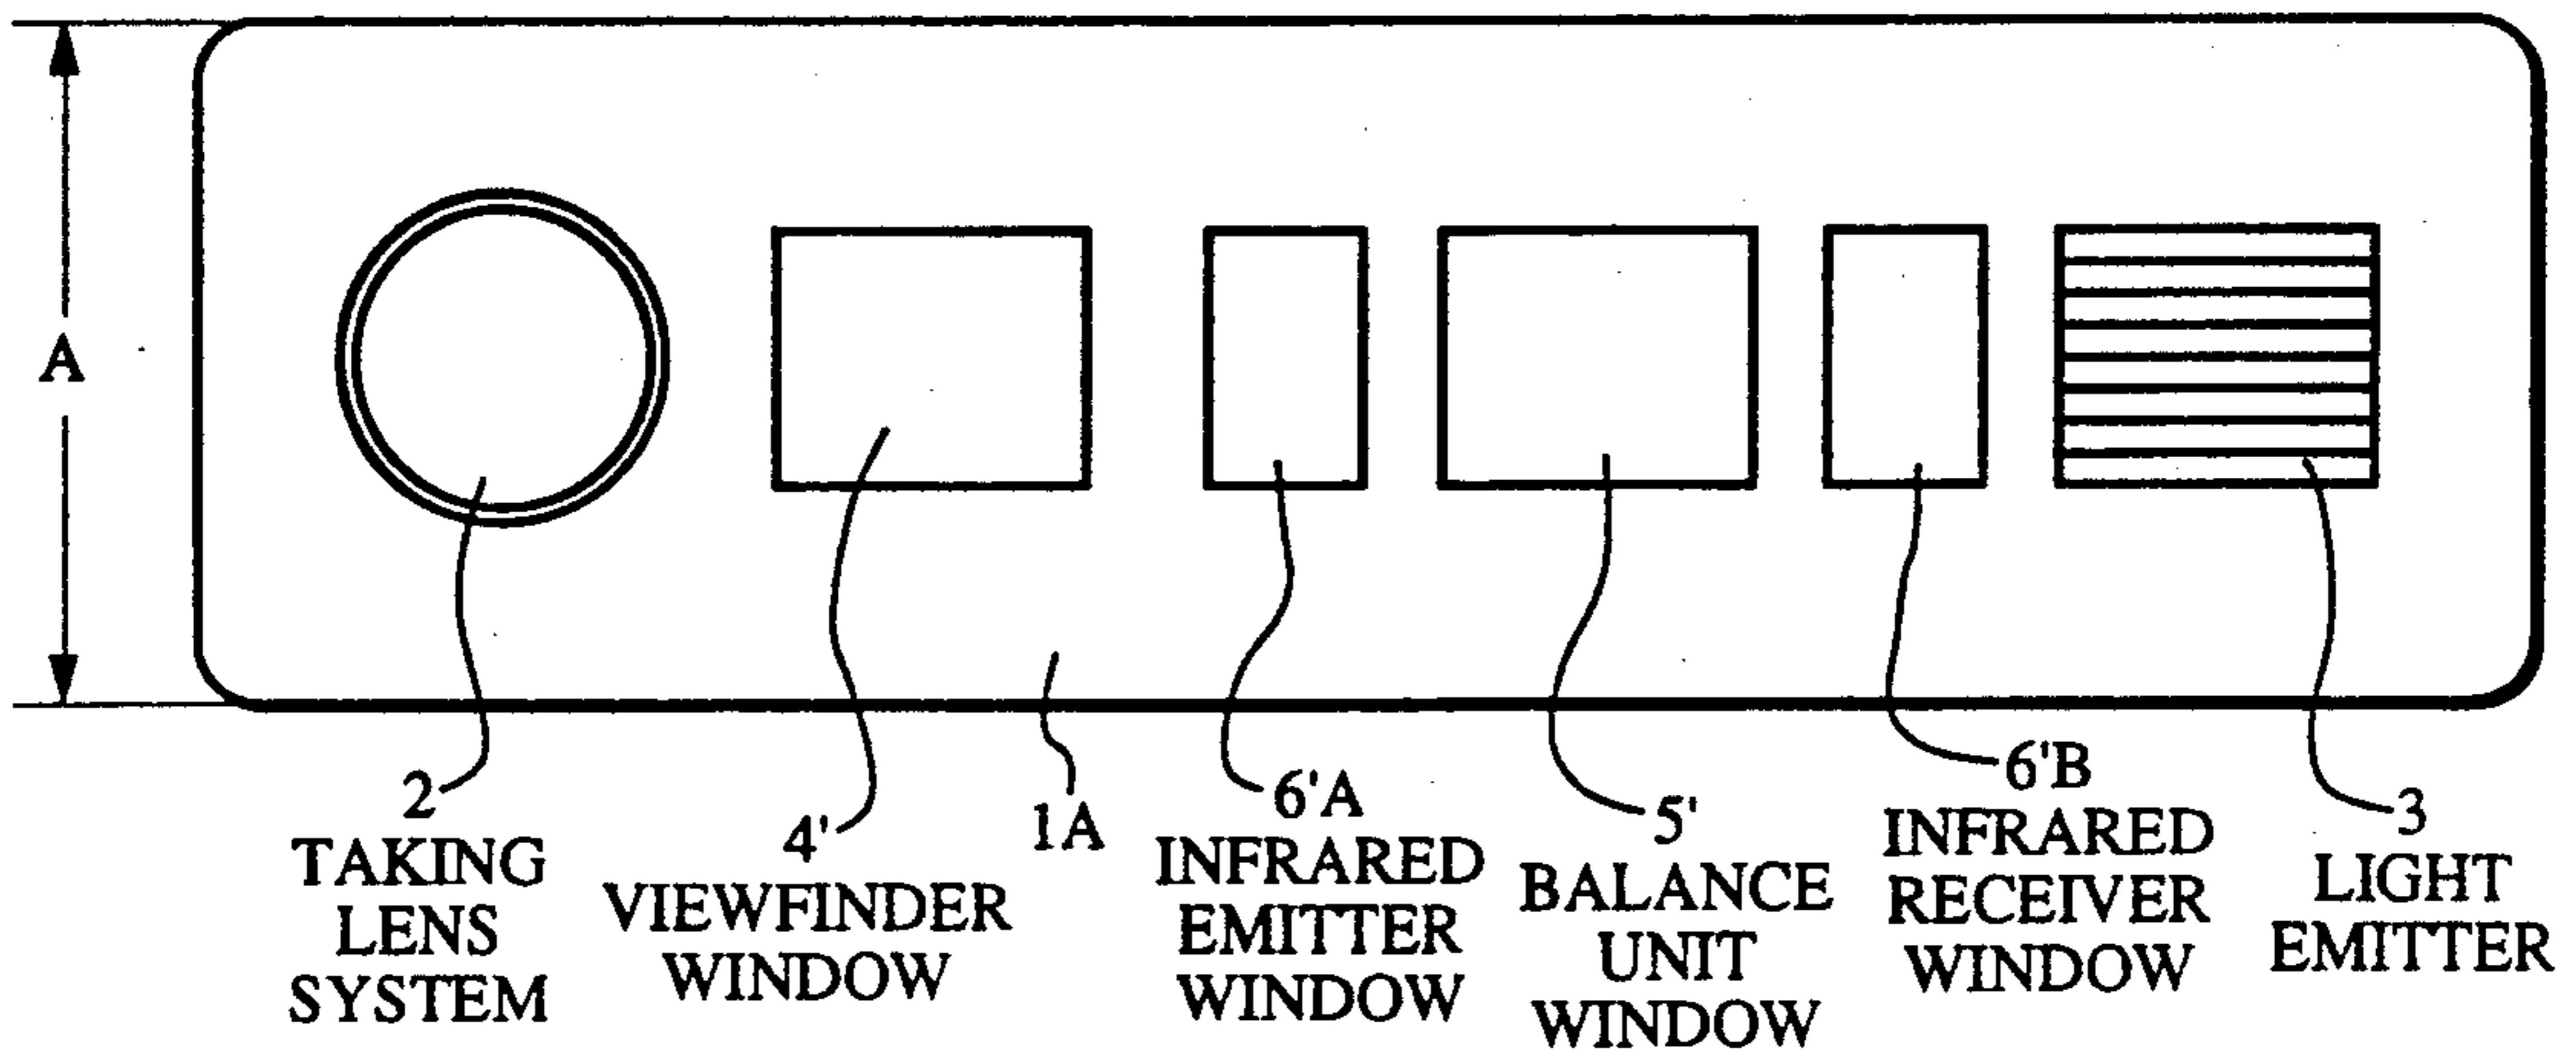 A
2
TAKING
LENS
SYSTEM
4'
VIEWFINDER
WINDOW
1A
6'A
INFRARED
EMITTER
WINDOW
5'
BALANCE
UNIT
WINDOW
6'B
INFRARED
RECEIVER
WINDOW
3
LIGHT
EMITTER